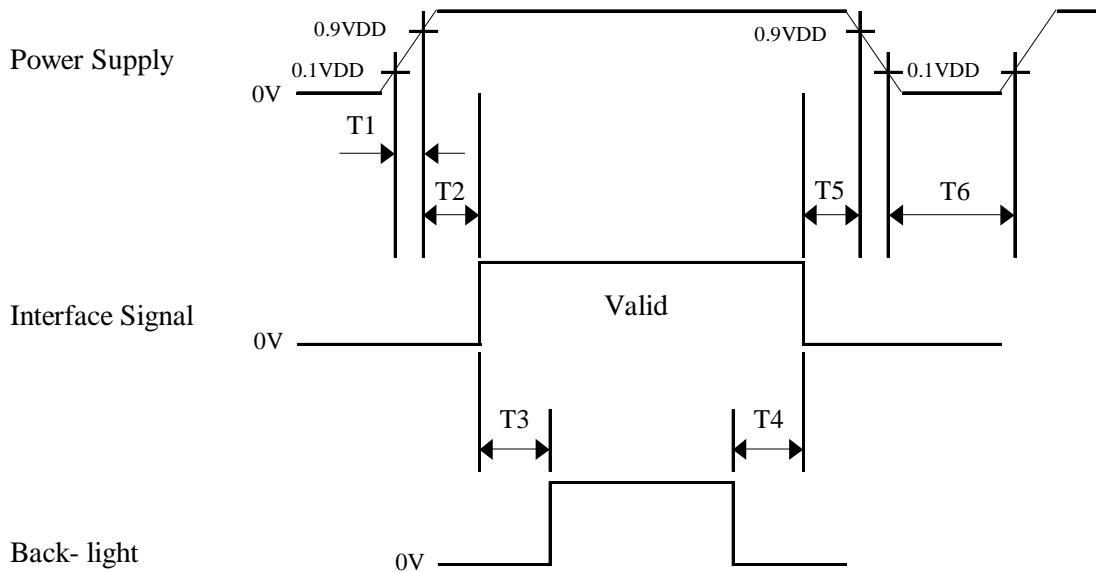 0.9VDD
0.9VDD
Power Supply
0.1VDD
0.1VDD
0V
T1
T2
T5
T6
Interface Signal
Valid
0V
T3
T4
Back- light
0V